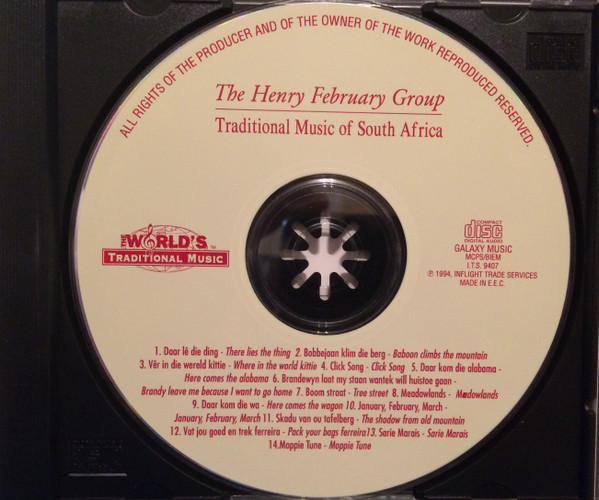 ALL RIGHTS OF THE PRODUCER AND OF THE OWNER OF THE WORK REPRODUCED RESERVED.
The Henry February Group
Traditional Music of South Africa
THE WORLD'S TM
TRADITIONAL MUSIC
COMPACT
disc
DIGITAL AUDIO
GALAXY MUSIC
MCPS/BIEM
I.T.S. 9407
℗ 1994, INFLIGHT TRADE SERVICES
MADE IN E.E.C.
1. Daar lê die ding - There lies the thing 2. Bobbejaan klim die berg - Baboon climbs the mountain
3. Vêr in die wereld kittie - Where in the world kittie 4. Click Song - Click Song 5. Daar kom die alabama -
Here comes the alabama 6. Brandewyn laat my staan wantek will huistoe gaan -
Brandy leave me because I want to go home 7. Boom straat - Tree street 8. Meadowlands - Meadowlands
9. Daar kom die wa - Here comes the wagon 10. January, February, March -
January, February, March 11. Skadu van ou tafelberg - The shadow from old mountain
12. Vat jou goed en trek ferreira - Pack your bags ferreira13. Sarie Marais - Sarie Marais
14.Moppie Tune - Moppie Tune